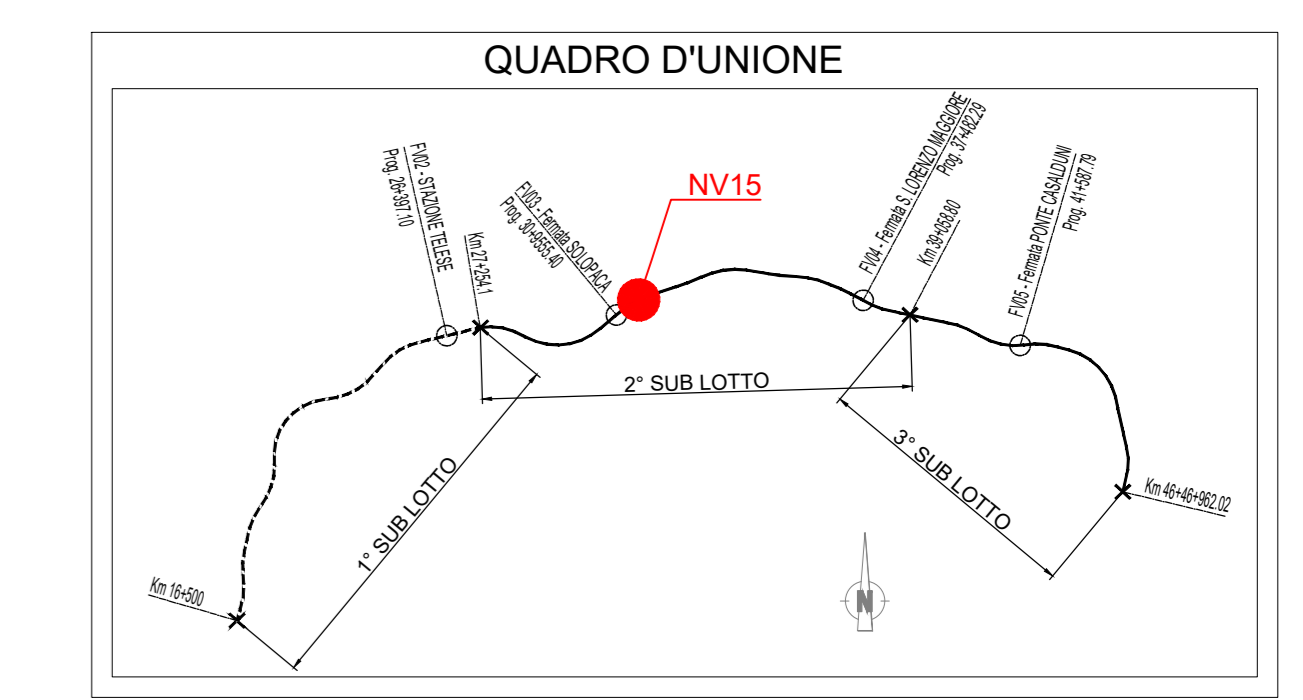 QUADRO D'UNIONE
FV02 - STAZIONE TELESE
Prog. 26+397.10
Km 27+254.1
FV03 - Fermata SOLOPACA
Prog. 30+9555.40
NV15
FV04 - Fermata S. LORENZO MAGGIORE
Prog. 37+482.29
Km 39+058.80
FV05 - Fermata PONTE CASALDUNI
Prog. 41+587.79
2° SUB LOTTO
1° SUB LOTTO
3° SUB LOTTO
Km 46+46+962.02
Km 16+500
N